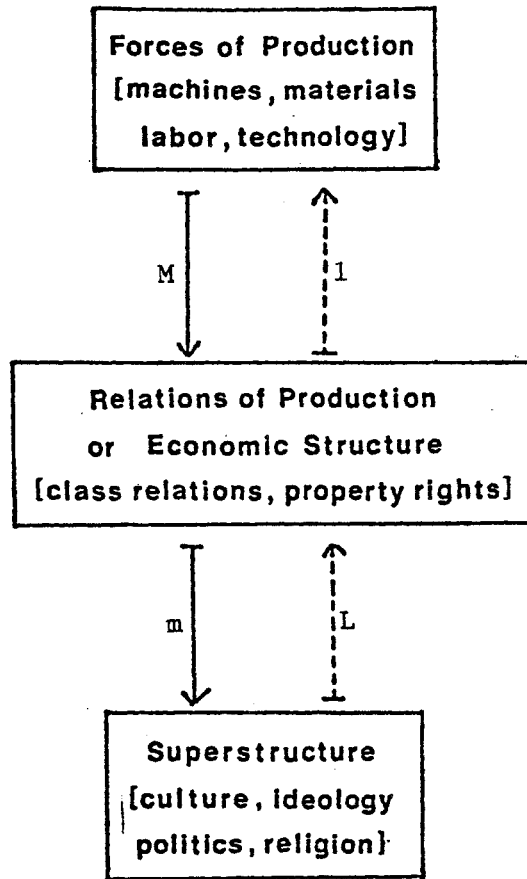 Forces of Production
[machines, materials
labor, technology]
M
1
Relations of Production
or Economic Structure
[class relations, property rights]
m
L
Superstructure
[culture, ideology
politics, religion]